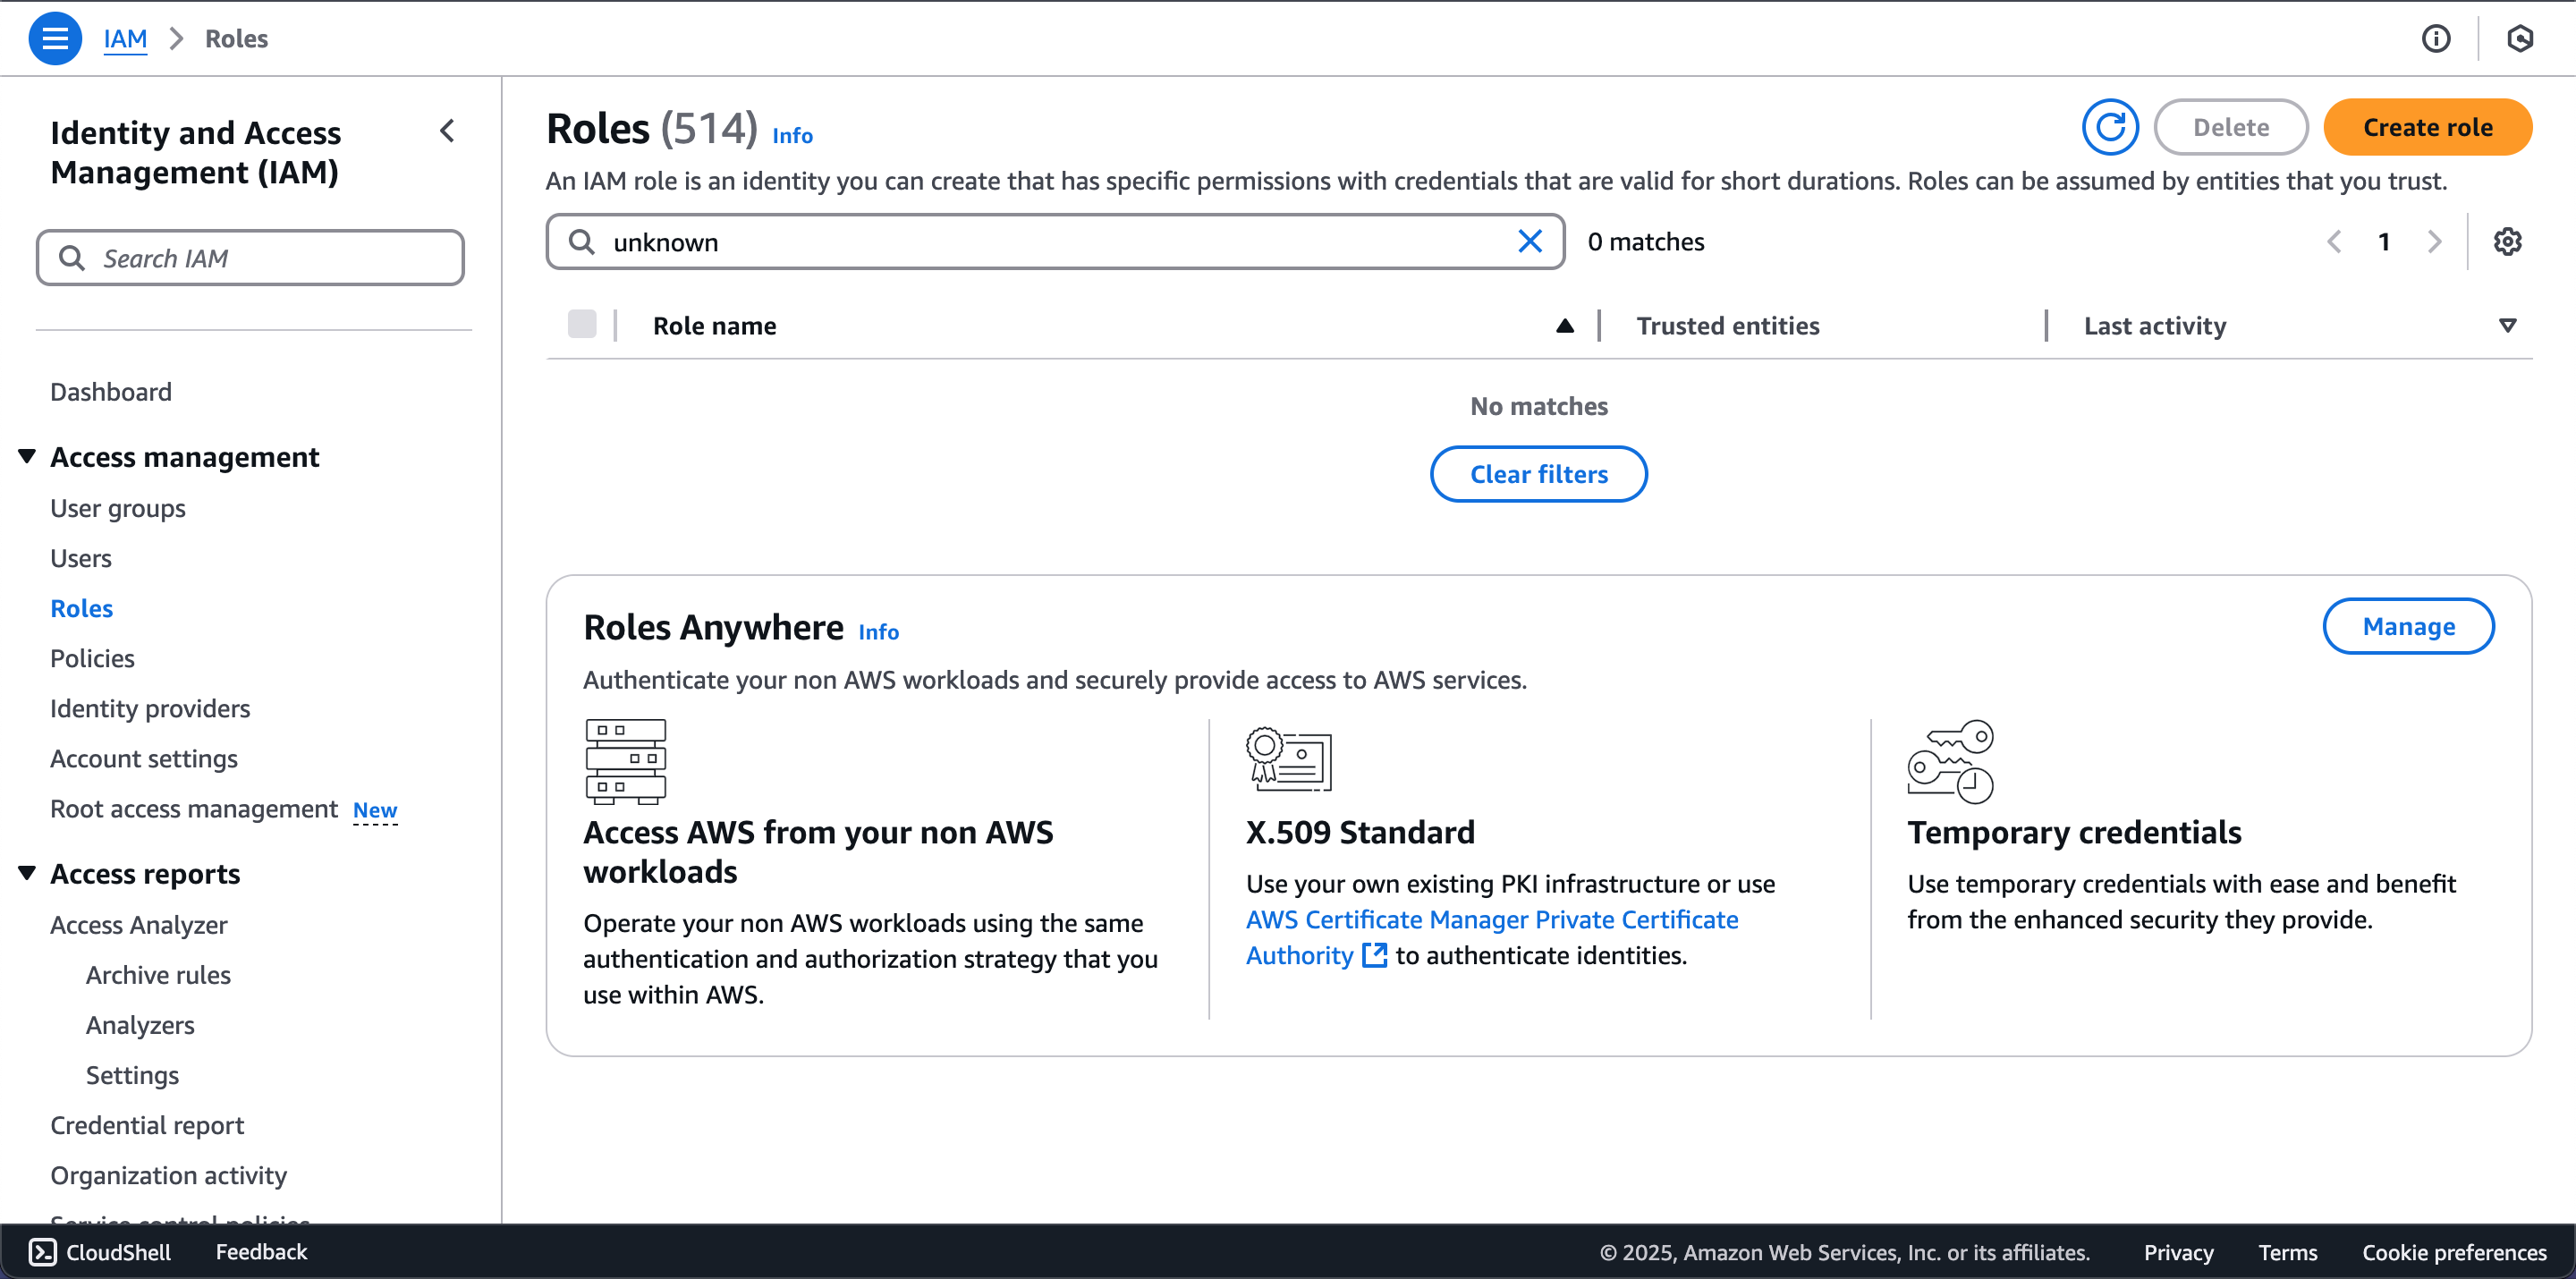 IAM > Roles
Identity and Access
Management (IAM)
Search IAM
Dashboard
Access management
User groups
Users
Roles
Policies
Identity providers
Account settings
Root access management New
Access reports
Access Analyzer
Archive rules
Analyzers
Settings
Credential report
Organization activity
Service control policies
Roles (514) Info
Delete
Create role
An IAM role is an identity you can create that has specific permissions with credentials that are valid for short durations. Roles can be assumed by entities that you trust.
unknown
0 matches
1
Role name
Trusted entities
Last activity
No matches
Clear filters
Roles Anywhere Info
Manage
Authenticate your non AWS workloads and securely provide access to AWS services.
Access AWS from your non AWS
workloads
Operate your non AWS workloads using the same
authentication and authorization strategy that you
use within AWS.
X.509 Standard
Use your own existing PKI infrastructure or use
AWS Certificate Manager Private Certificate
Authority to authenticate identities.
Temporary credentials
Use temporary credentials with ease and benefit
from the enhanced security they provide.
CloudShell
Feedback
© 2025, Amazon Web Services, Inc. or its affiliates.
Privacy
Terms
Cookie preferences